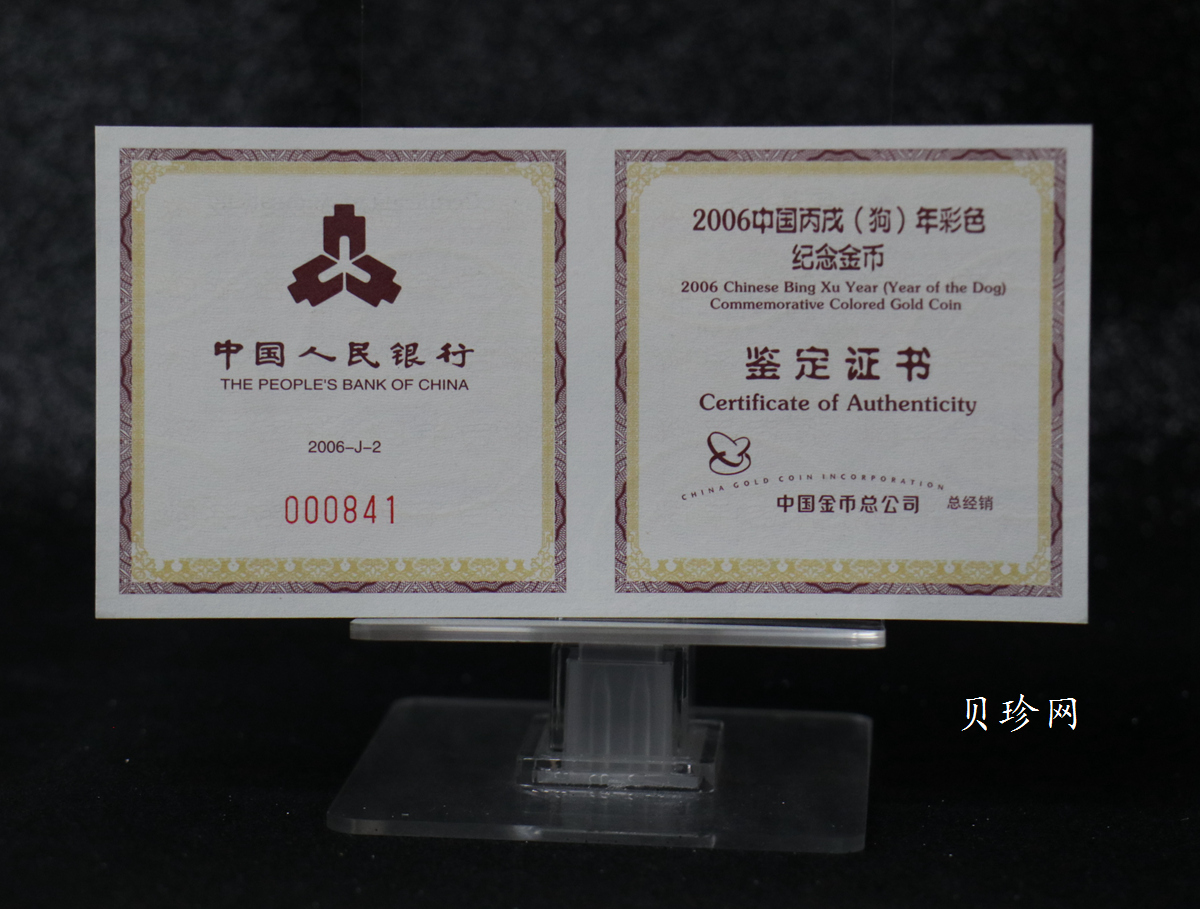 中国人民银行
THE PEOPLE'S BANK OF CHINA
2006-J-2
000841
2006中国丙戌（狗）年彩色
纪念金币
2006 Chinese Bing Xu Year (Year of the Dog)
Commemorative Colored Gold Coin
鉴定证书
Certificate of Authenticity
CHINA GOLD COIN INCORPORATION
中国金币总公司 总经销
贝珍网